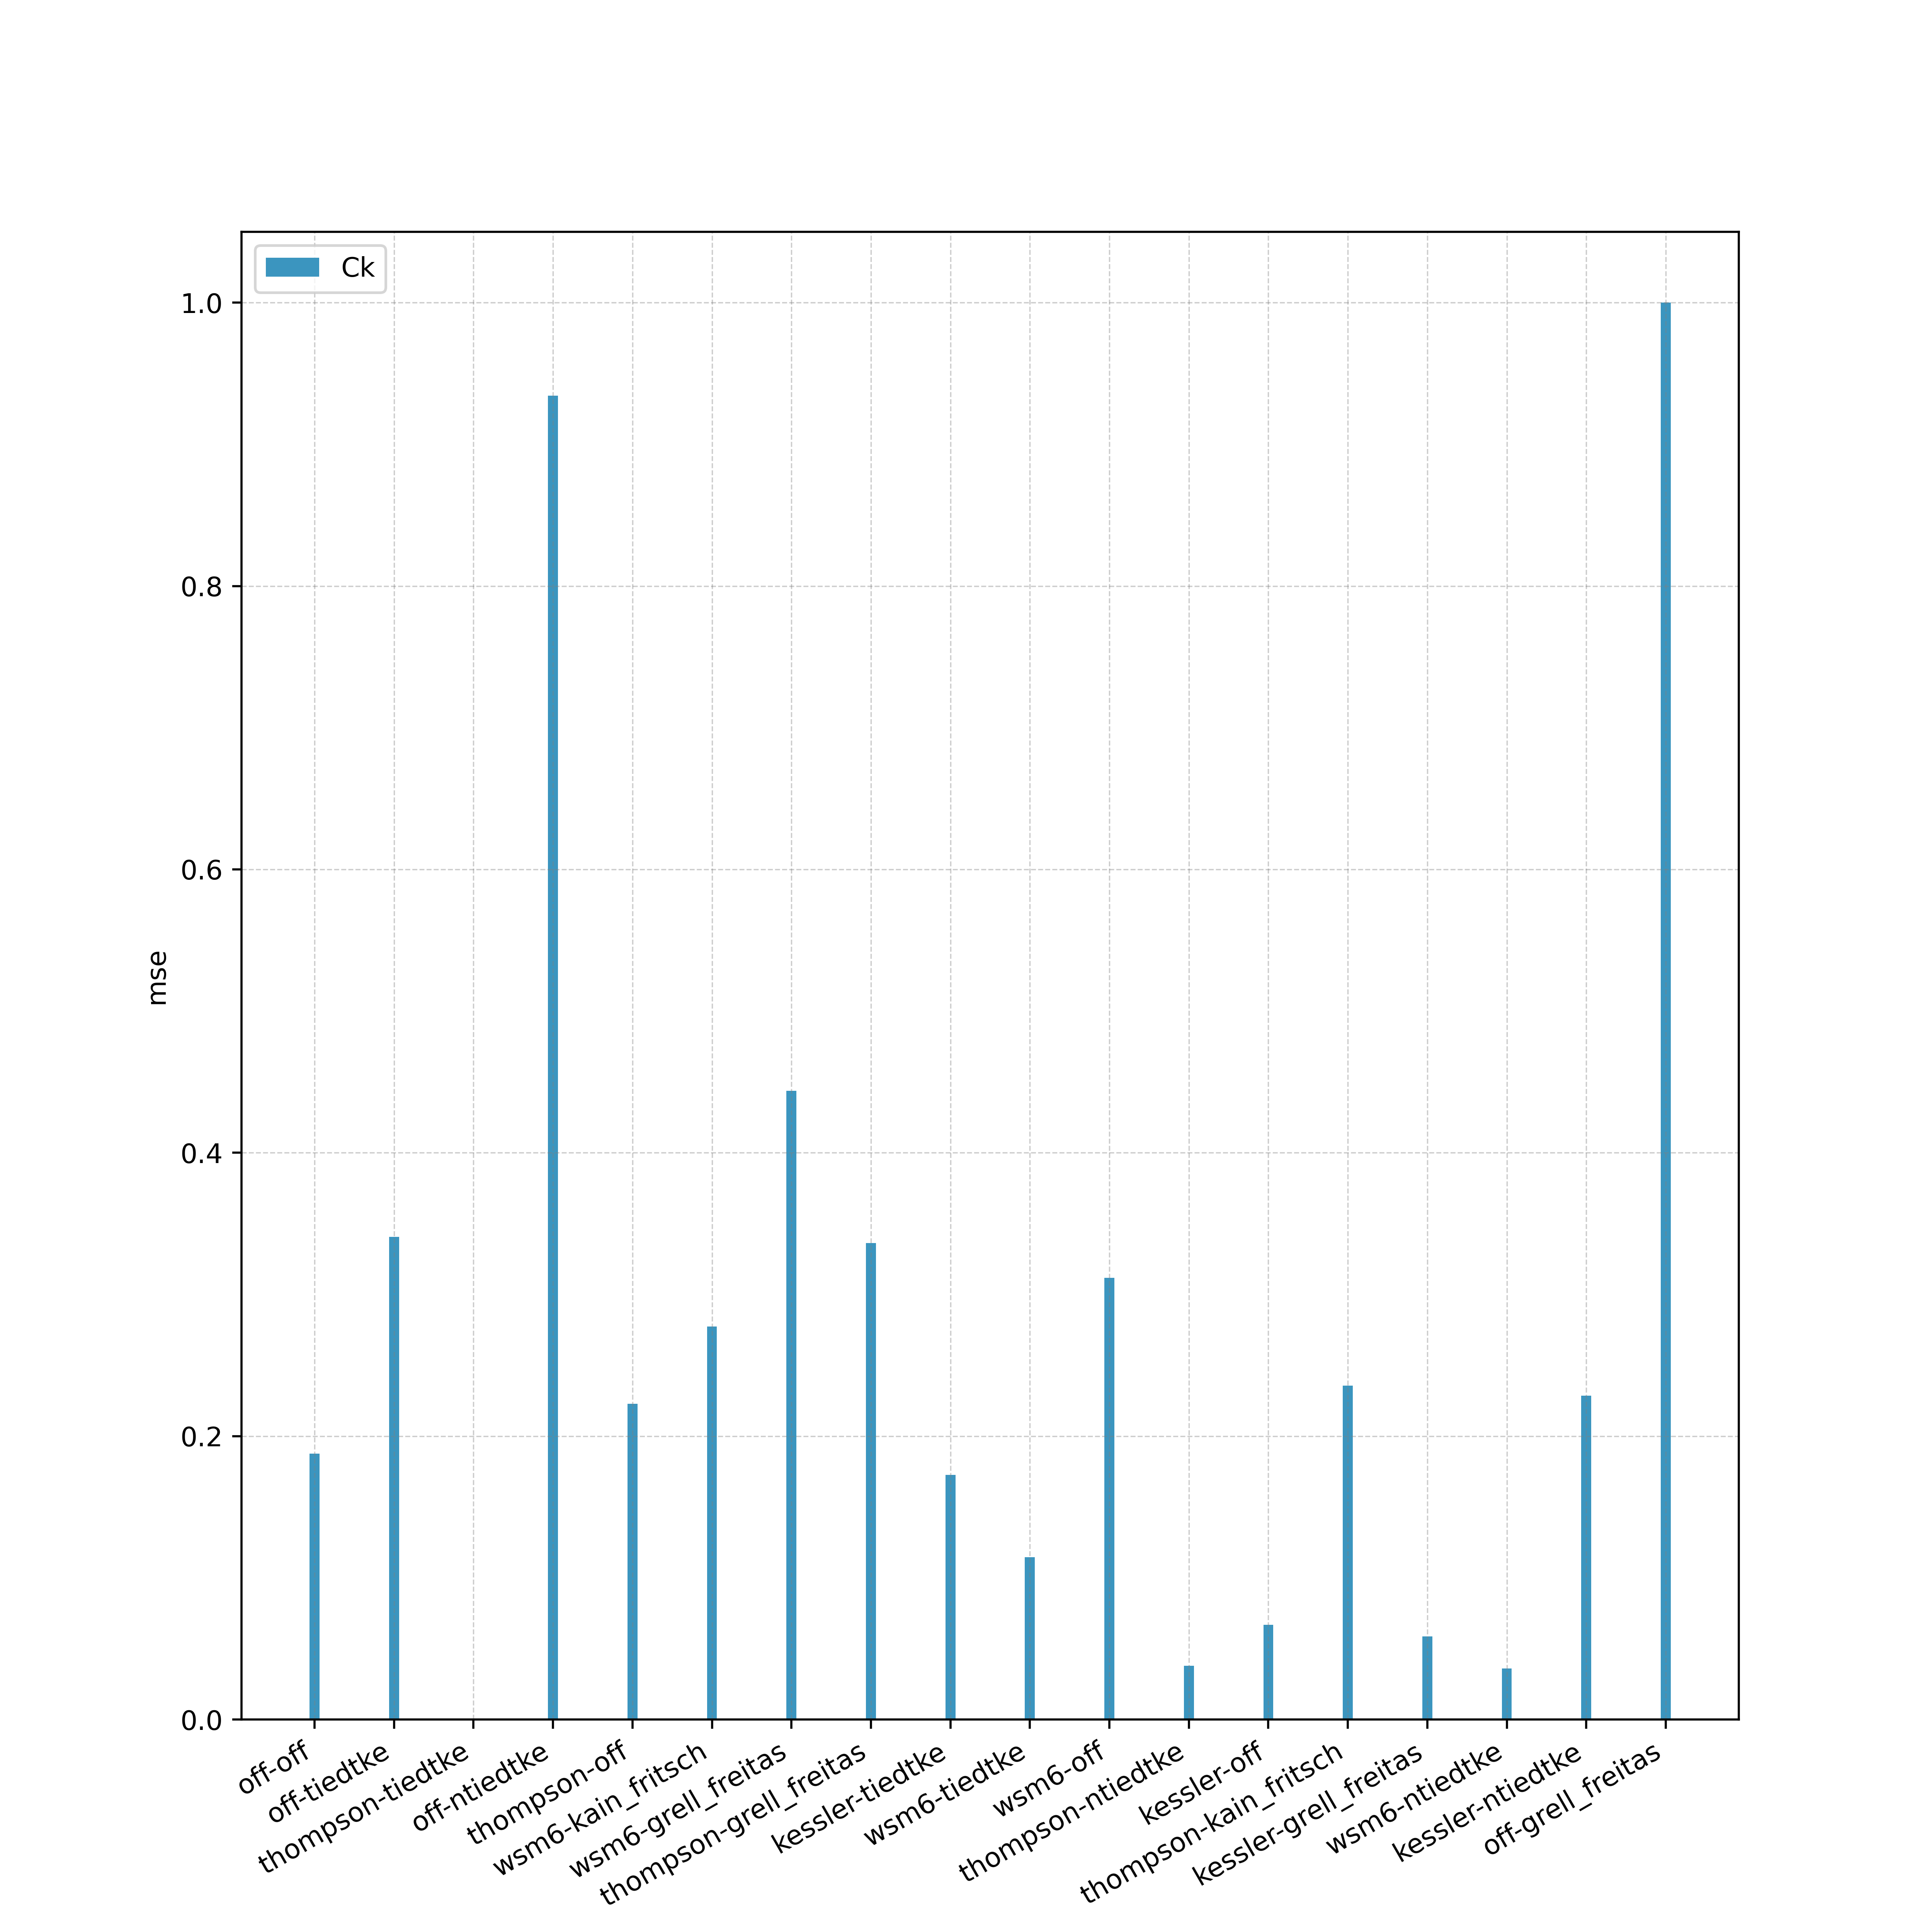 Ck
1.0
0.8
0.6
0.4
0.2
0.0
mse
off-off
off-tiedtke
thompson-tiedtke
off-ntiedtke
thompson-off
wsm6-kain_fritsch
wsm6-grell_freitas
thompson-grell_freitas
kessler-tiedtke
wsm6-tiedtke
wsm6-off
thompson-ntiedtke
kessler-off
thompson-kain_fritsch
kessler-grell_freitas
wsm6-ntiedtke
kessler-ntiedtke
off-grell_freitas